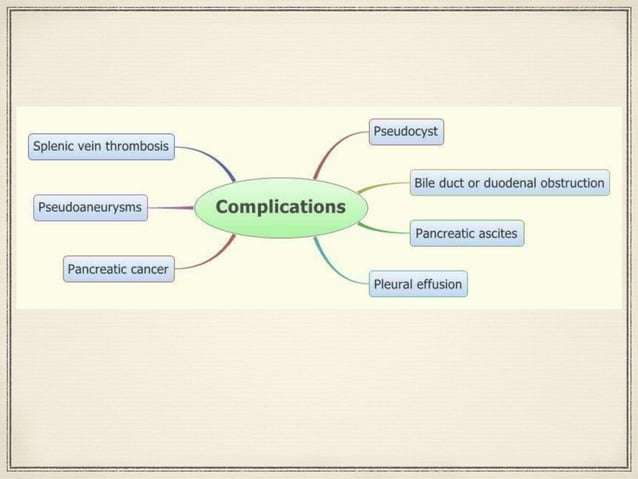 Complications
Pseudocyst
Bile duct or duodenal obstruction
Pancreatic ascites
Pleural effusion
Splenic vein thrombosis
Pseudoaneurysms
Pancreatic cancer